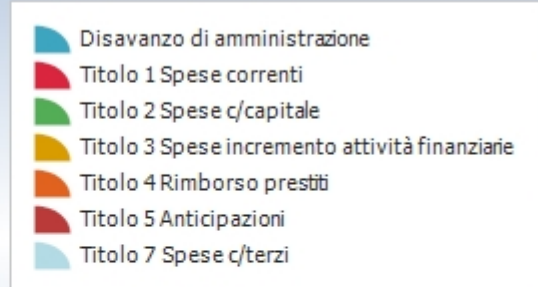 Disavanzo di amministrazione
Titolo 1 Spese correnti
Titolo 2 Spese c/capitale
Titolo 3 Spese incremento attività finanziarie
Titolo 4 Rimborso prestiti
Titolo 5 Anticipazioni
Titolo 7 Spese c/terzi